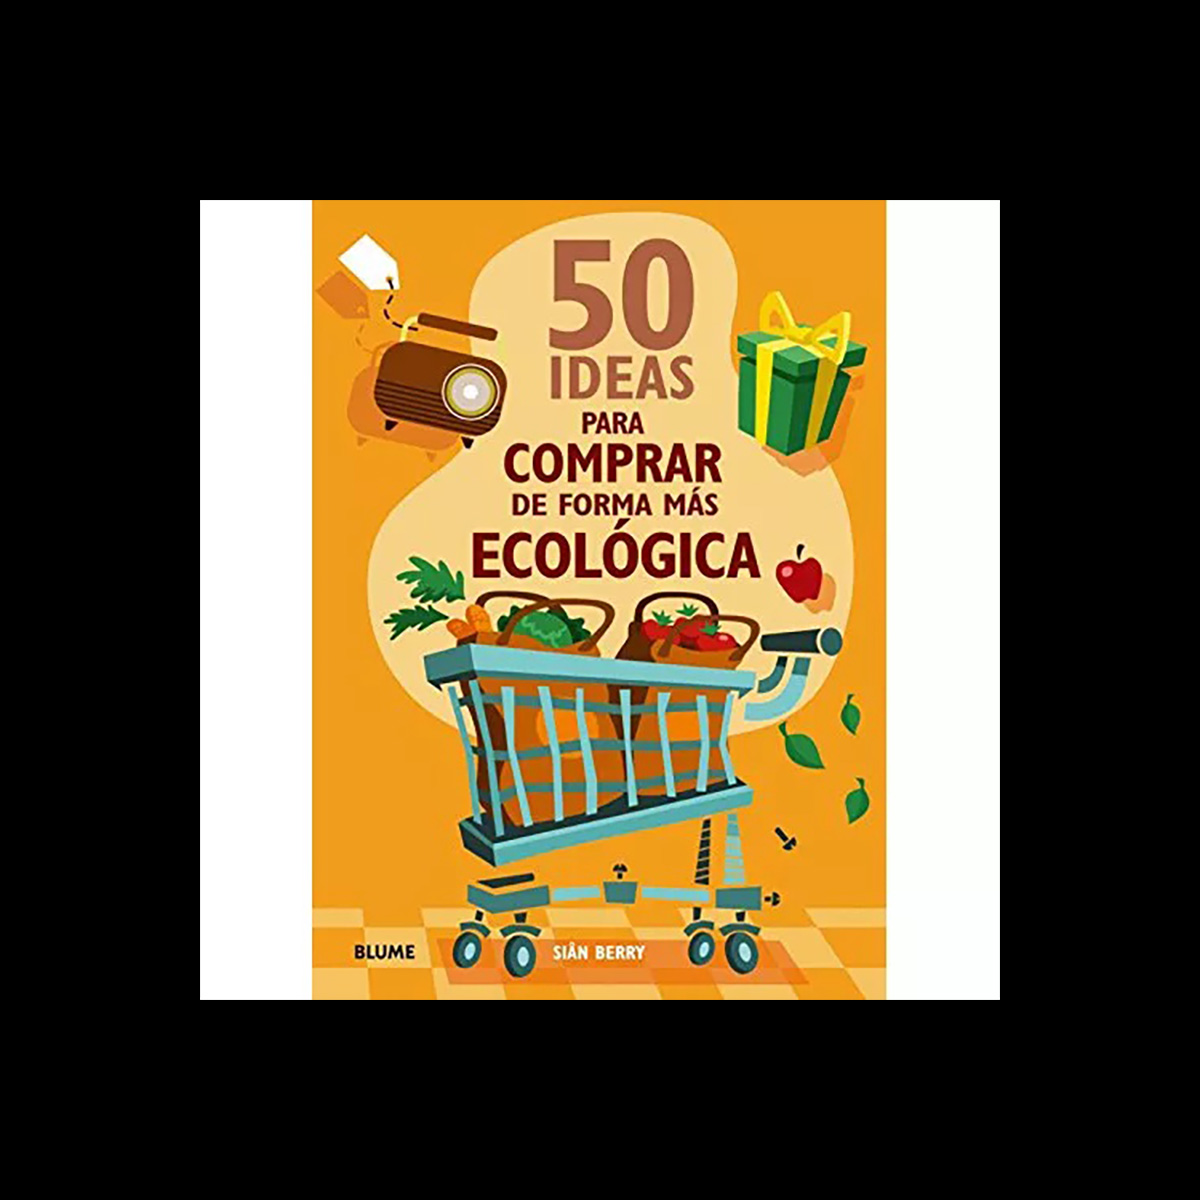 50
IDEAS
PARA
COMPRAR
DE FORMA MÁS
ECOLÓGICA
BLUME
SIÂN BERRY